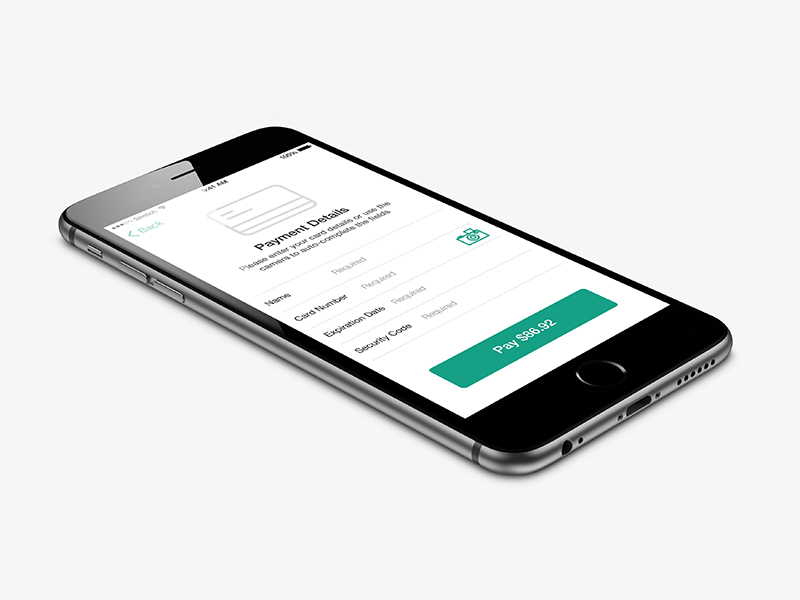 ●●●○○ Sketch 9:41 AM 100%
Back
Payment Details
Please enter your card details or use the
camera to auto-complete the fields
Name Required
Card Number Required
Expiration Date Required
Security Code Required
Pay $86.92